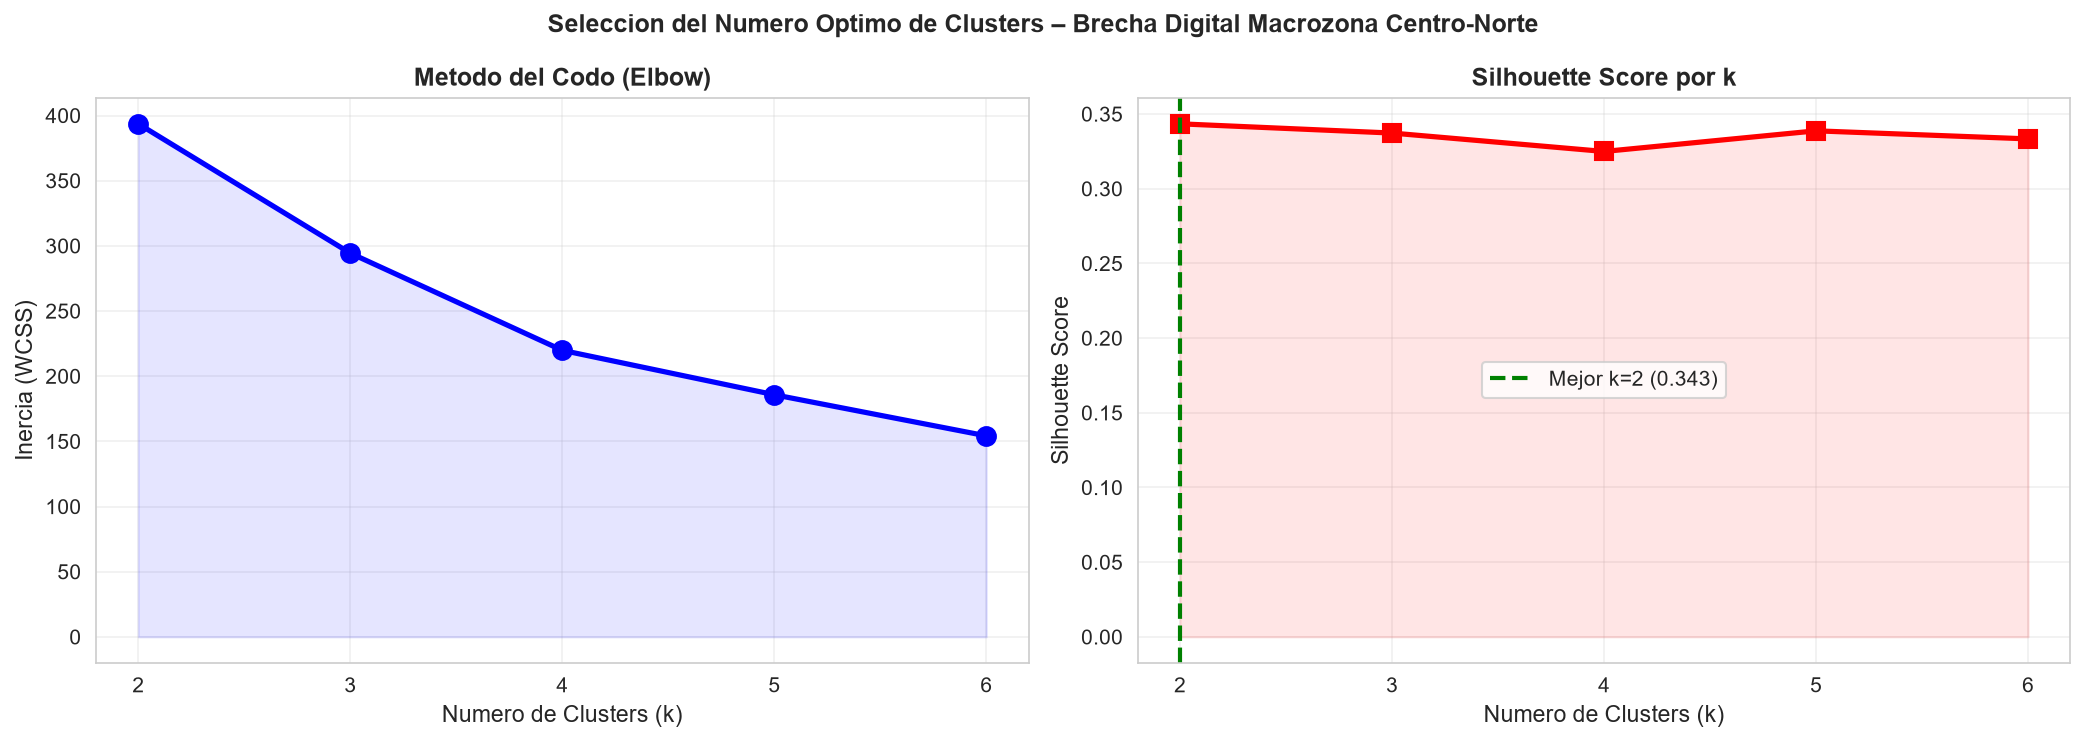 Seleccion del Numero Optimo de Clusters – Brecha Digital Macrozona Centro-Norte
Metodo del Codo (Elbow)
400
350
300
250
200
150
100
50
0
Inercia (WCSS)
2 3 4 5 6
Numero de Clusters (k)
Silhouette Score por k
0.35
0.30
0.25
0.20
0.15
0.10
0.05
0.00
Silhouette Score
Mejor k=2 (0.343)
2 3 4 5 6
Numero de Clusters (k)